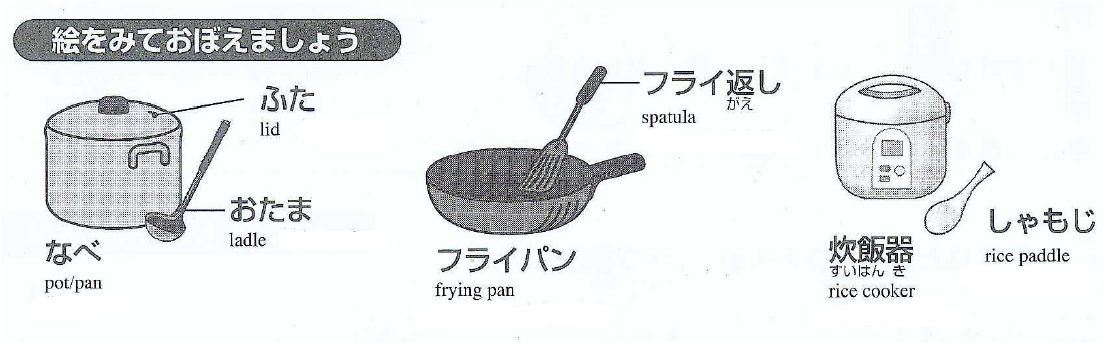 絵をみておぼえましょう
ふた
lid
おたま
ladle
なべ
pot/pan
フライ返し
がえ
spatula
フライパン
frying pan
炊飯器
すいはん き
rice cooker
しゃもじ
rice paddle